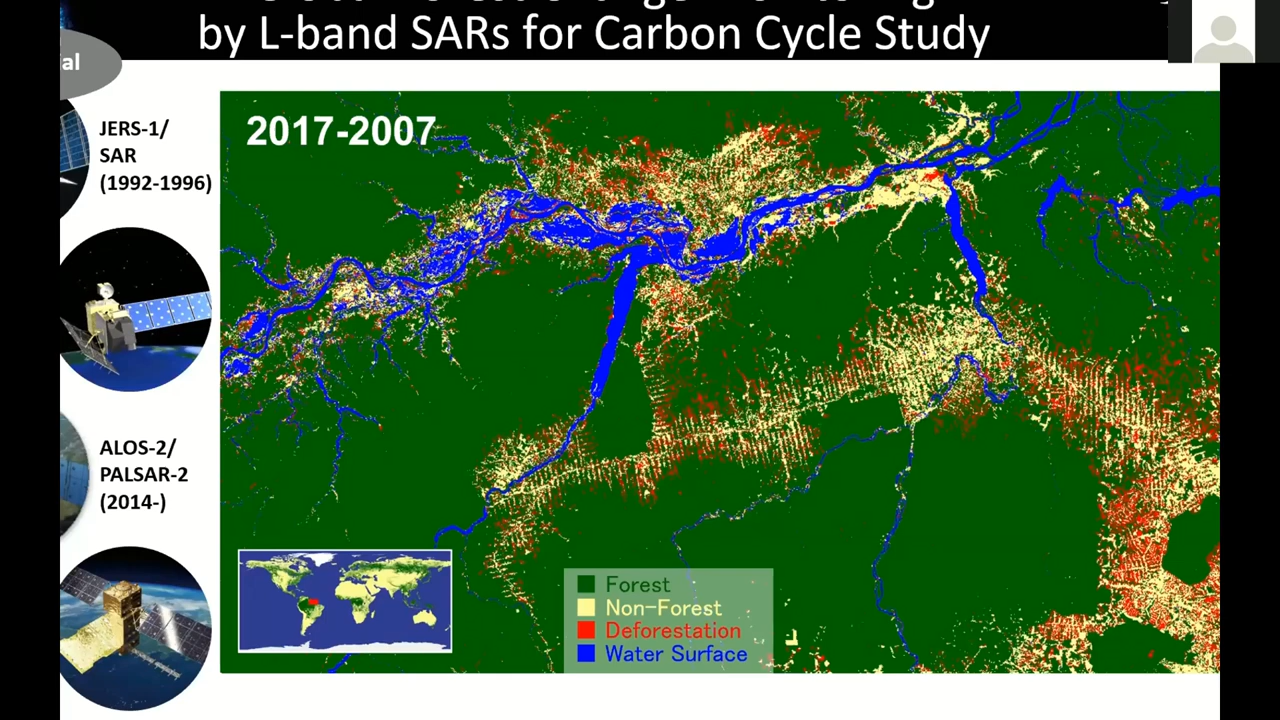 by L-band SARs for Carbon Cycle Study
al
JERS-1/
SAR
(1992-1996)
ALOS-2/
PALSAR-2
(2014-)
2017-2007
Forest
Non-Forest
Deforestation
Water Surface